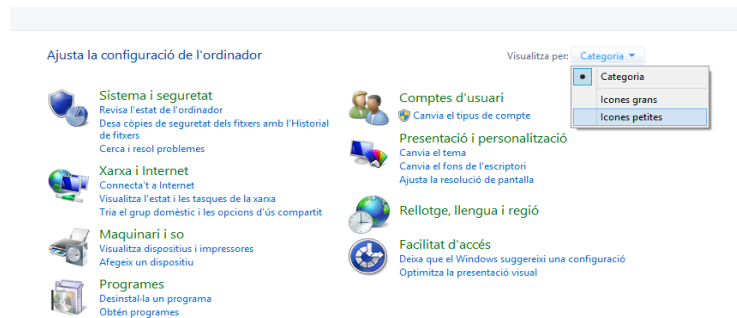 Ajusta la configuració de l'ordinador
Visualitza per: Categoria
Categoria
Icones grans
Icones petites
Sistema i seguretat
Revisa l'estat de l'ordinador
Desa còpies de seguretat dels fitxers amb l'Historial
de fitxers
Cerca i resol problemes
Xarxa i Internet
Connecta't a Internet
Visualitza l'estat i les tasques de la xarxa
Tria el grup domèstic i les opcions d'ús compartit
Maquinari i so
Visualitza dispositius i impressores
Afegeix un dispositiu
Programes
Desinstal·la un programa
Obtén programes
Comptes d'usuari
Canvia el tipus de compte
Presentació i personalització
Canvia el tema
Canvia el fons de l'escriptori
Ajusta la resolució de pantalla
Rellotge, llengua i regió
Facilitat d'accés
Deixa que el Windows suggereixi una configuració
Optimitza la presentació visual